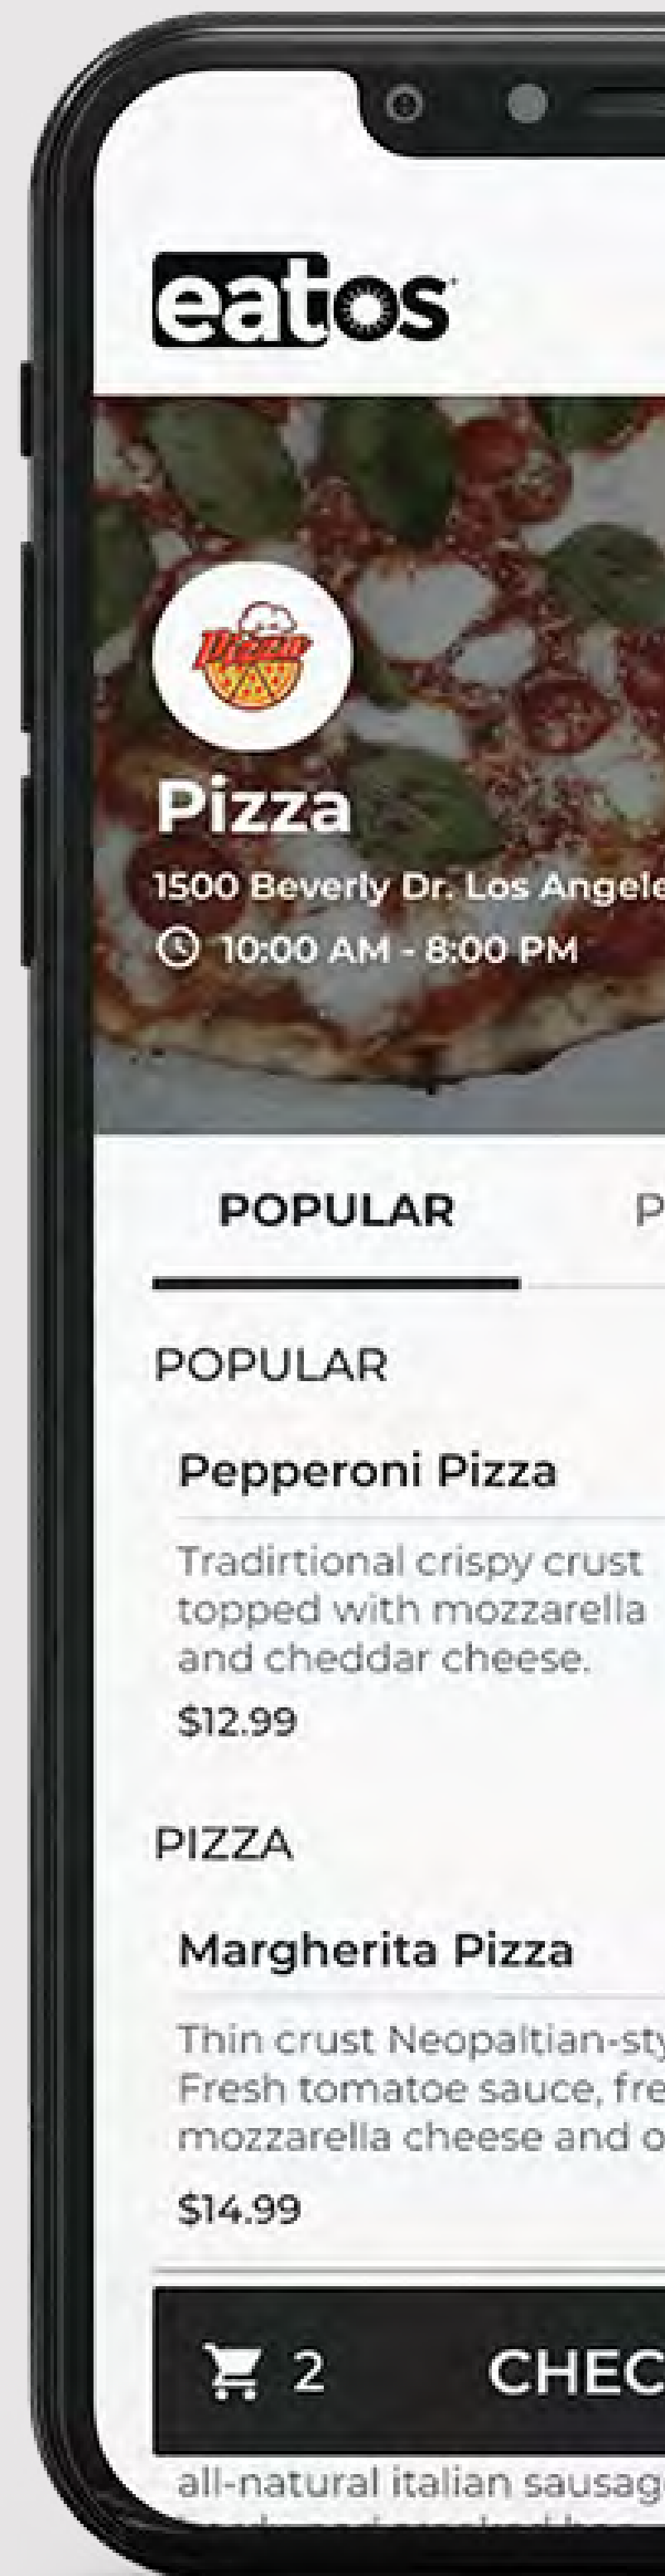 eatos
Pizza
Pizza
1500 Beverly Dr. Los Angele
10:00 AM - 8:00 PM
POPULAR P
POPULAR
Pepperoni Pizza
Tradirtional crispy crust
topped with mozzarella
and cheddar cheese.
$12.99
PIZZA
Margherita Pizza
Thin crust Neopaltian-sty
Fresh tomatoe sauce, fre
mozzarella cheese and o
$14.99
2 CHEC
all-natural italian sausag